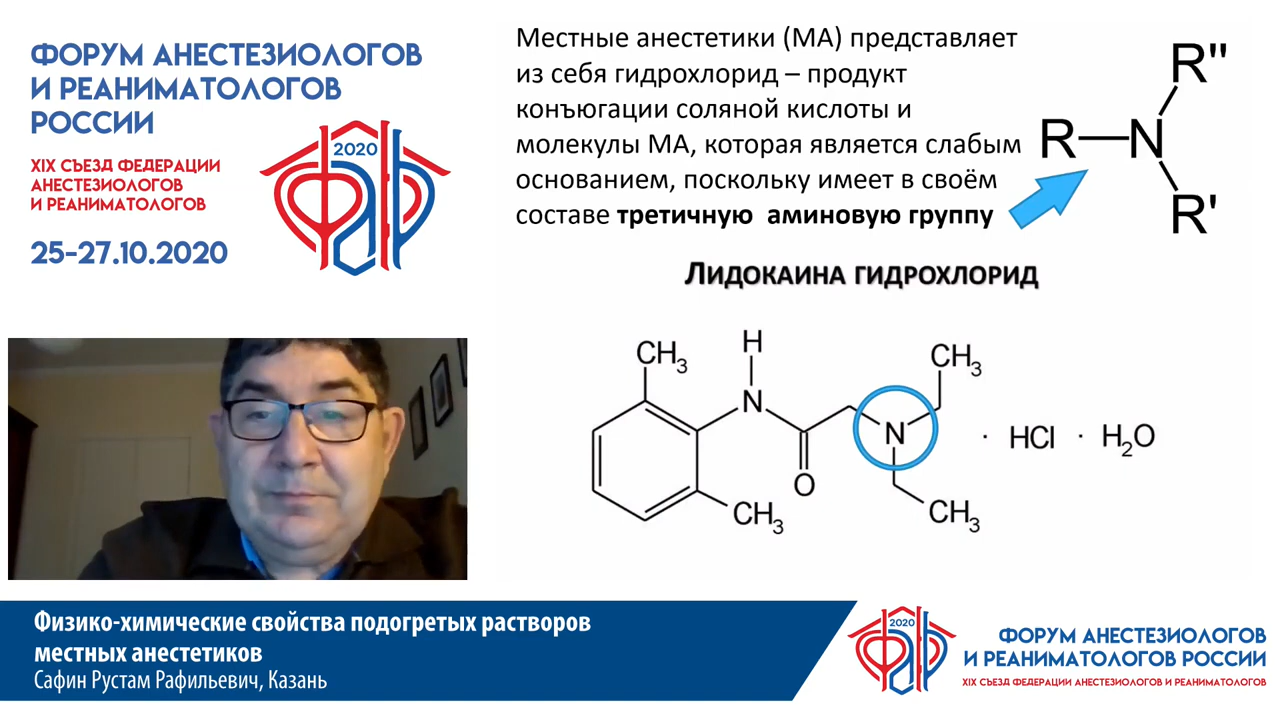 ФОРУМ АНЕСТЕЗИОЛОГОВ
И РЕАНИМАТОЛОГОВ
РОССИИ
XIX СЪЕЗД ФЕДЕРАЦИИ
АНЕСТЕЗИОЛОГОВ
И РЕАНИМАТОЛОГОВ
25-27.10.2020
2020
ФАР
Местные анестетики (МА) представляет
из себя гидрохлорид – продукт
конъюгации соляной кислоты и
молекулы МА, которая является слабым
основанием, поскольку имеет в своём
составе третичную аминовую группу
R''
R—N
R'
ЛИДОКАИНА ГИДРОХЛОРИД
H
CH3
CH3
N
N
· HCl · H2O
O
CH3
CH3
Физико-химические свойства подогретых растворов
местных анестетиков
Сафин Рустам Рафильевич, Казань
2020
ФАР
ФОРУМ АНЕСТЕЗИОЛОГОВ
И РЕАНИМАТОЛОГОВ РОССИИ
XIX СЪЕЗД ФЕДЕРАЦИИ АНЕСТЕЗИОЛОГОВ И РЕАНИМАТОЛОГОВ